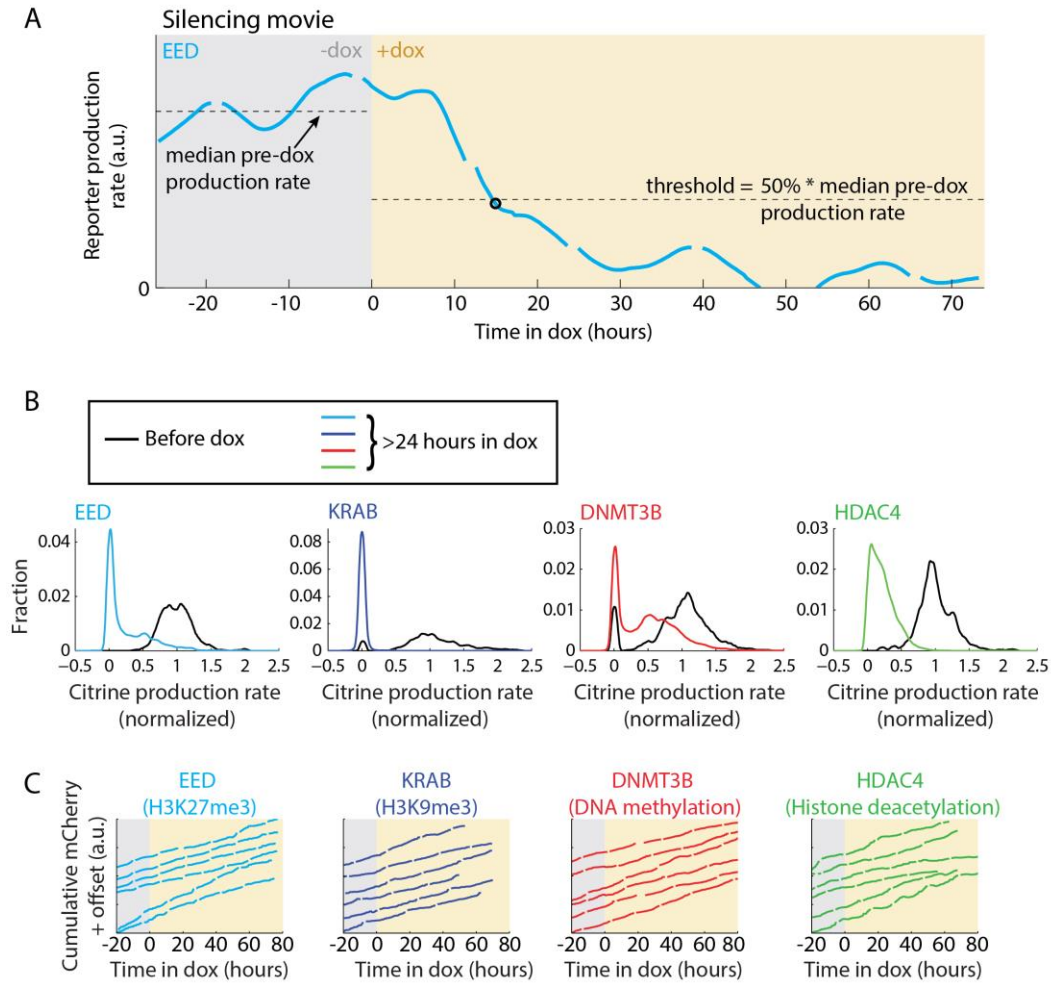 A
Silencing movie
EED
-dox
+dox
Reporter production
rate (a.u.)
median pre-dox
production rate
threshold = 50% * median pre-dox
production rate
0
-20 -10 0 10 20 30 40 50 60 70
Time in dox (hours)
B
Before dox
>24 hours in dox
EED
KRAB
DNMT3B
HDAC4
Fraction
0.04
0.02
0
0.08
0.06
0.04
0.02
0
0.03
0.02
0.01
0
0.03
0.02
0.01
0
-0.5 0 0.5 1 1.5 2 2.5
-0.5 0 0.5 1 1.5 2 2.5
-0.5 0 0.5 1 1.5 2 2.5
-0.5 0 0.5 1 1.5 2 2.5
Citrine production rate
(normalized)
Citrine production rate
(normalized)
Citrine production rate
(normalized)
Citrine production rate
(normalized)
C
Cumulative mCherry
+ offset (a.u.)
EED
(H3K27me3)
KRAB
(H3K9me3)
DNMT3B
(DNA methylation)
HDAC4
(Histone deacetylation)
-20 0 20 40 60 80
-20 0 20 40 60 80
-20 0 20 40 60 80
-20 0 20 40 60 80
Time in dox (hours)
Time in dox (hours)
Time in dox (hours)
Time in dox (hours)